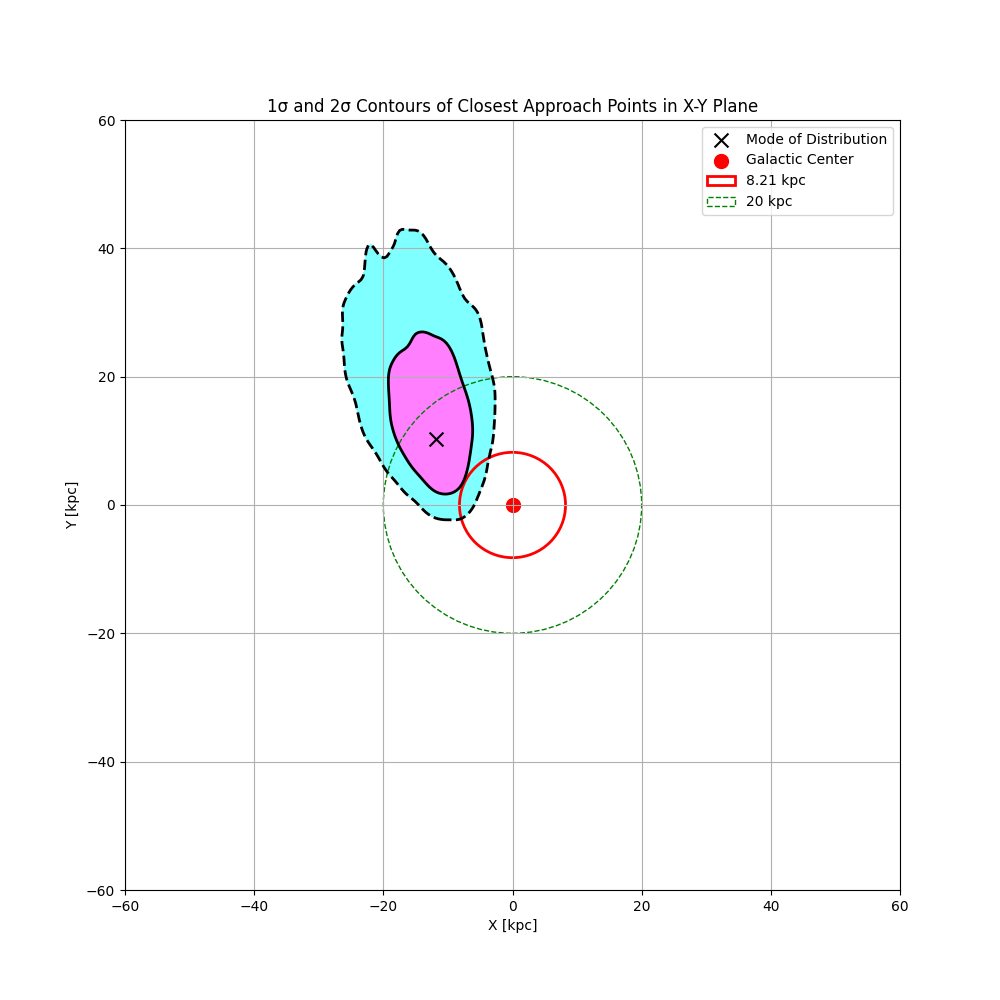 1σ and 2σ Contours of Closest Approach Points in X-Y Plane
Mode of Distribution
Galactic Center
8.21 kpc
20 kpc
60
40
20
0
−20
−40
−60
Y [kpc]
−60 −40 −20 0 20 40 60
X [kpc]